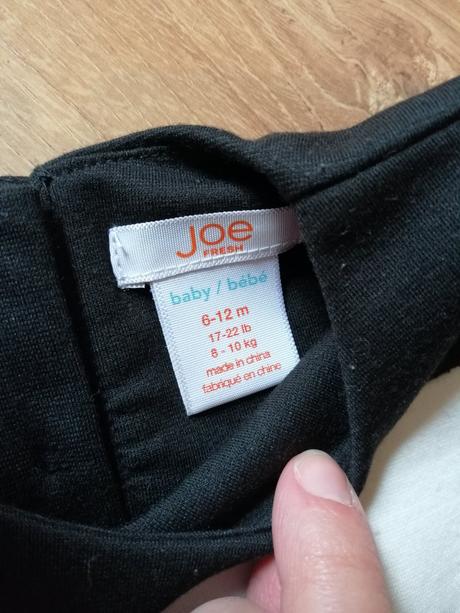 Joe
FRESH
baby / bébé
6-12 m
17-22 lb
8 - 10 kg
made in china
fabriqué en chine